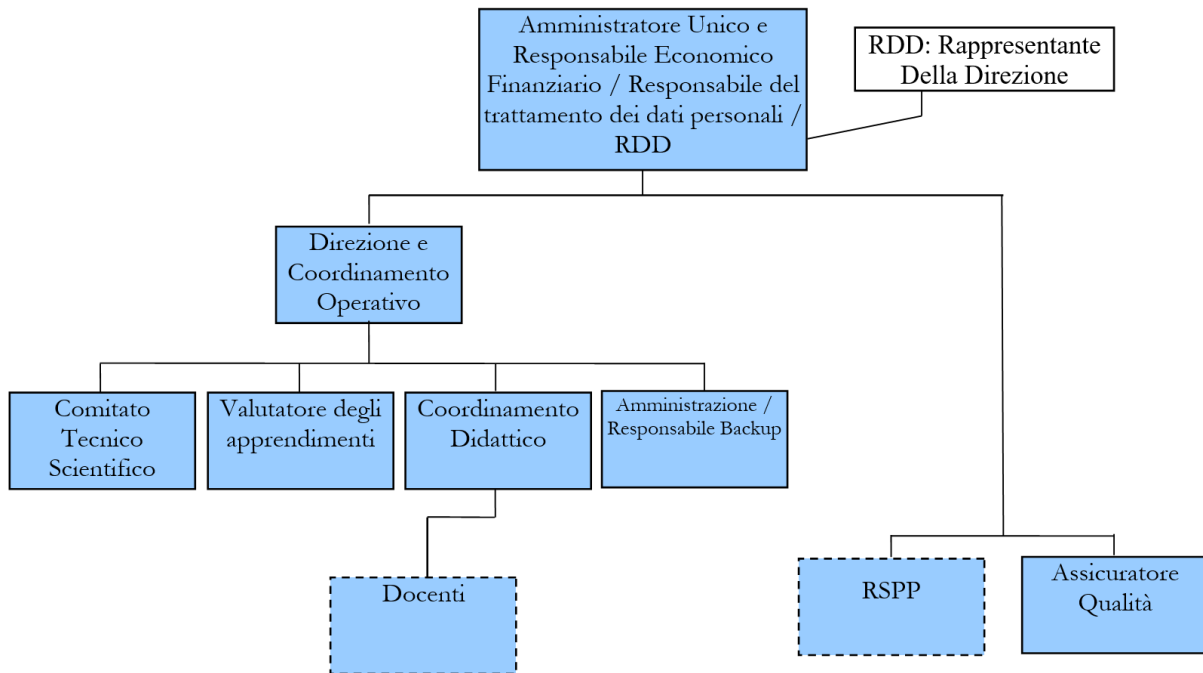 Amministratore Unico e
Responsabile Economico
Finanziario / Responsabile del
trattamento dei dati personali /
RDD
RDD: Rappresentante
Della Direzione
Direzione e
Coordinamento
Operativo
Comitato
Tecnico
Scientifico
Valutatore degli
apprendimenti
Coordinamento
Didattico
Amministrazione /
Responsabile Backup
Docenti
RSPP
Assicuratore
Qualità